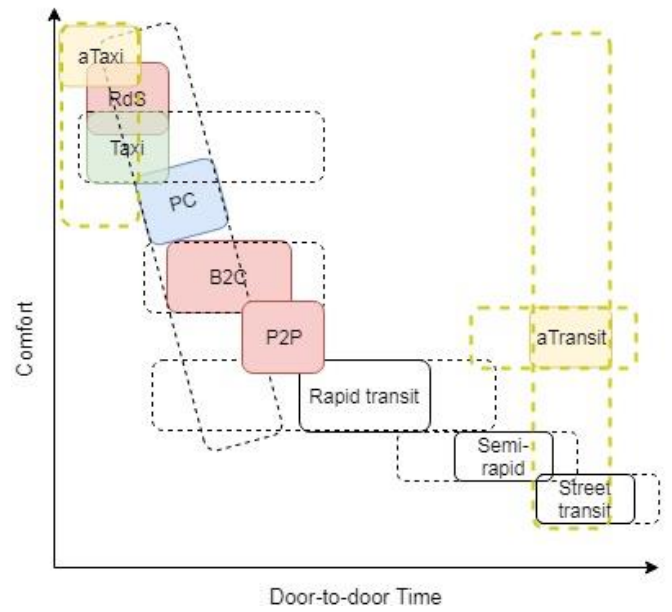 aTaxi
RdS
Taxi
PC
B2C
P2P
aTransit
Rapid transit
Semi-
rapid
Street
transit
Comfort
Door-to-door Time